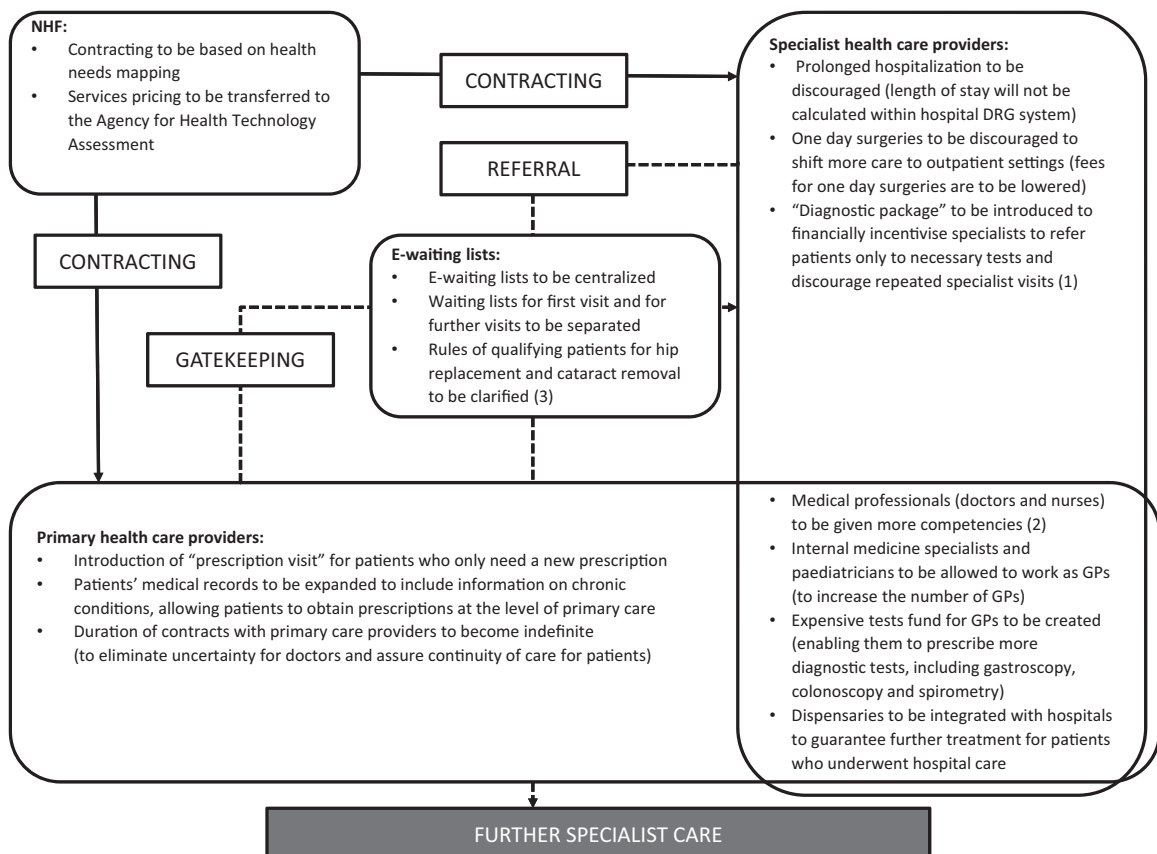 NHF:
• Contracting to be based on health
needs mapping
• Services pricing to be transferred to
the Agency for Health Technology
Assessment
CONTRACTING
Specialist health care providers:
• Prolonged hospitalization to be
discouraged (length of stay will not be
calculated within hospital DRG system)
• One day surgeries to be discouraged to
shift more care to outpatient settings (fees
for one day surgeries are to be lowered)
• “Diagnostic package” to be introduced to
financially incentivise specialists to refer
patients only to necessary tests and
discourage repeated specialist visits (1)
REFERRAL
CONTRACTING
E-waiting lists:
• E-waiting lists to be centralized
• Waiting lists for first visit and for
further visits to be separated
• Rules of qualifying patients for hip
replacement and cataract removal
to be clarified (3)
GATEKEEPING
Primary health care providers:
• Introduction of “prescription visit” for patients who only need a new prescription
• Patients’ medical records to be expanded to include information on chronic
conditions, allowing patients to obtain prescriptions at the level of primary care
• Duration of contracts with primary care providers to become indefinite
(to eliminate uncertainty for doctors and assure continuity of care for patients)
• Medical professionals (doctors and nurses)
to be given more competencies (2)
• Internal medicine specialists and
paediatricians to be allowed to work as GPs
(to increase the number of GPs)
• Expensive tests fund for GPs to be created
(enabling them to prescribe more
diagnostic tests, including gastroscopy,
colonoscopy and spirometry)
• Dispensaries to be integrated with hospitals
to guarantee further treatment for patients
who underwent hospital care
FURTHER SPECIALIST CARE